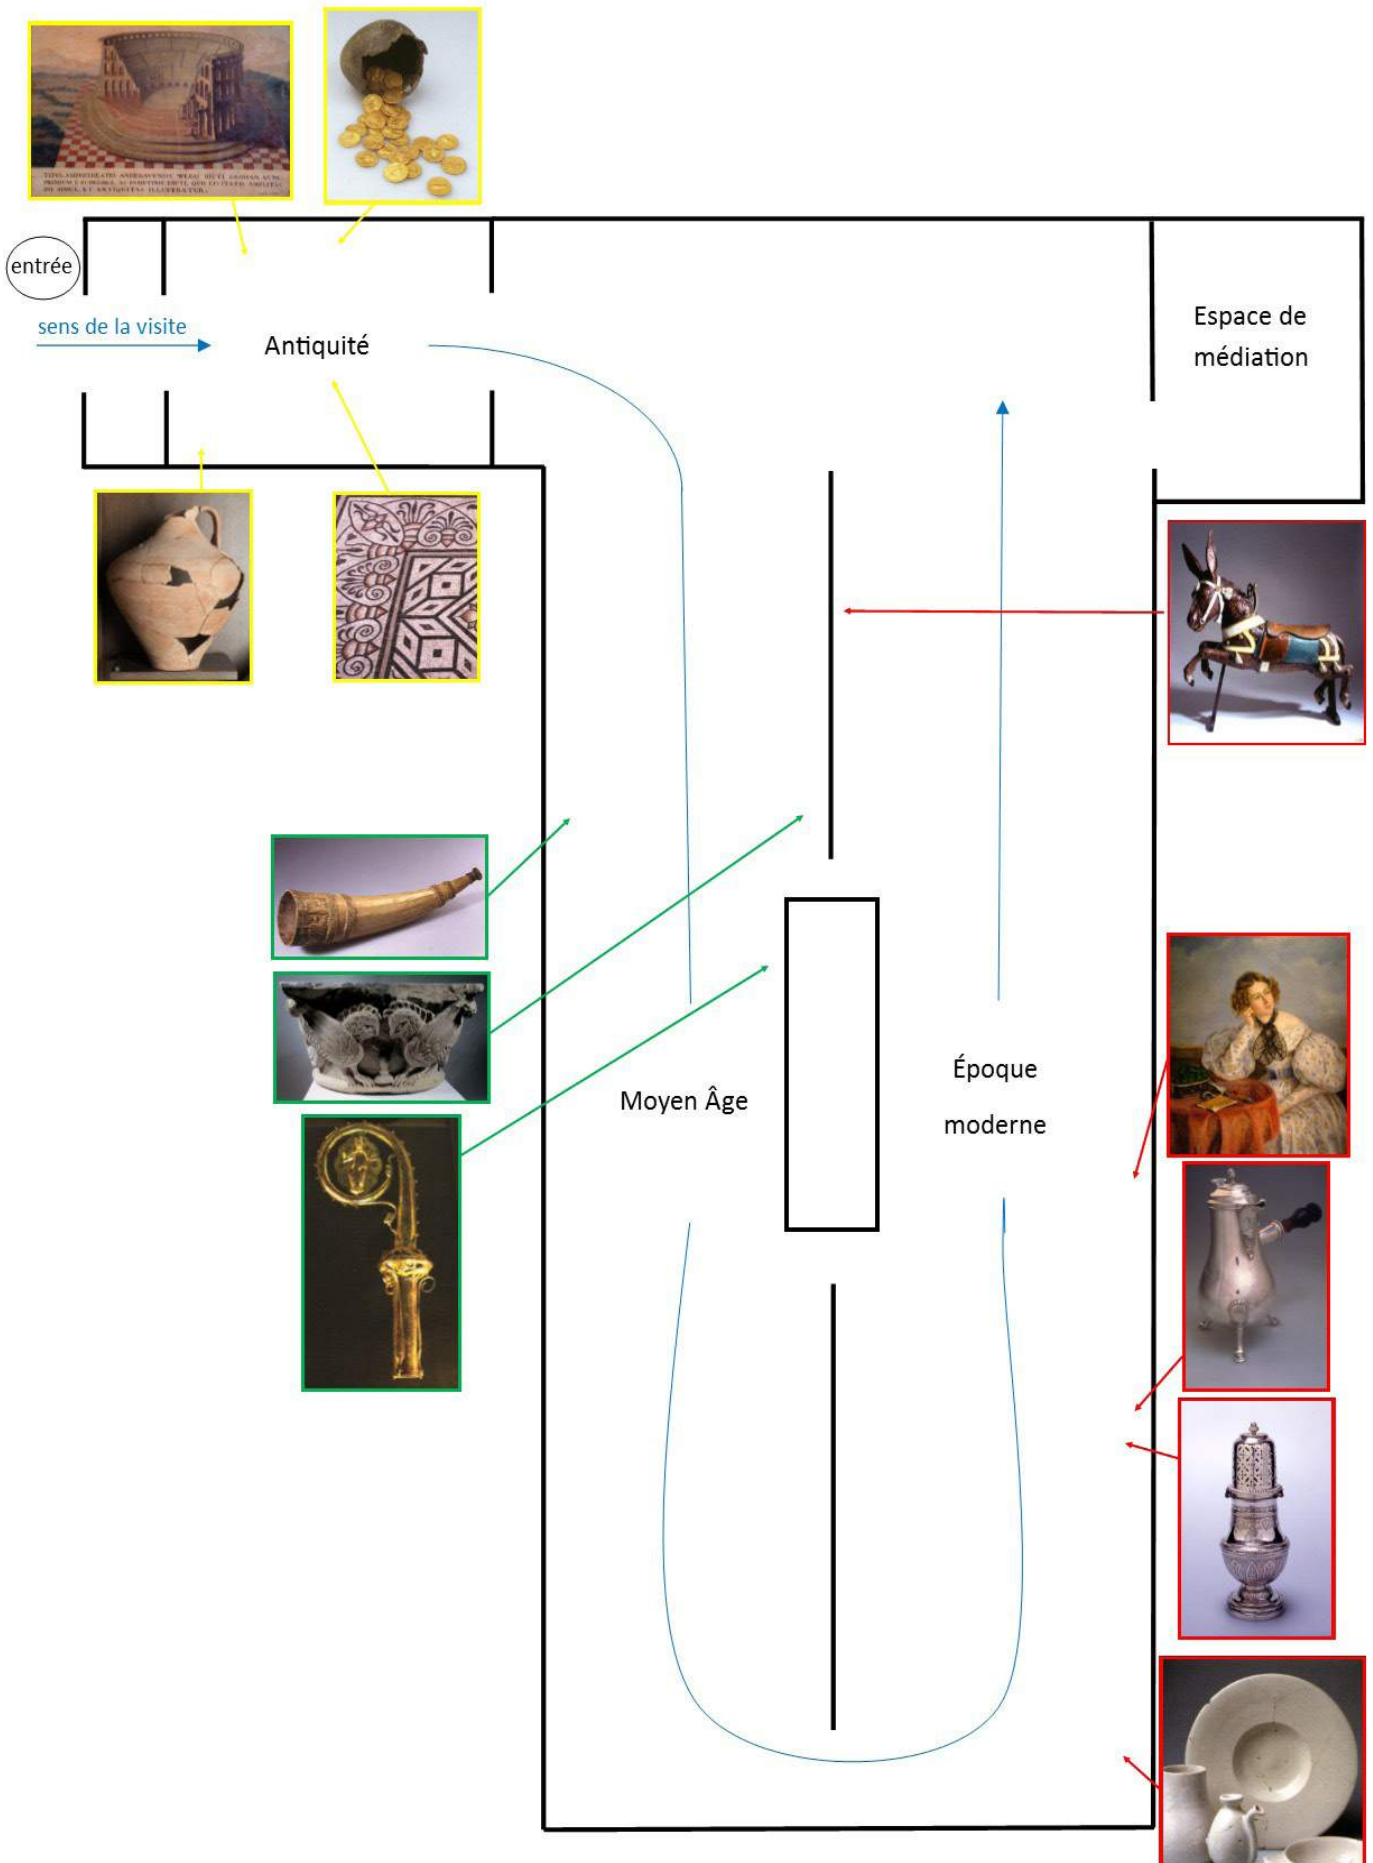 entrée
sens de la visite
Antiquité
Espace de
médiation
Moyen Âge
Époque
moderne